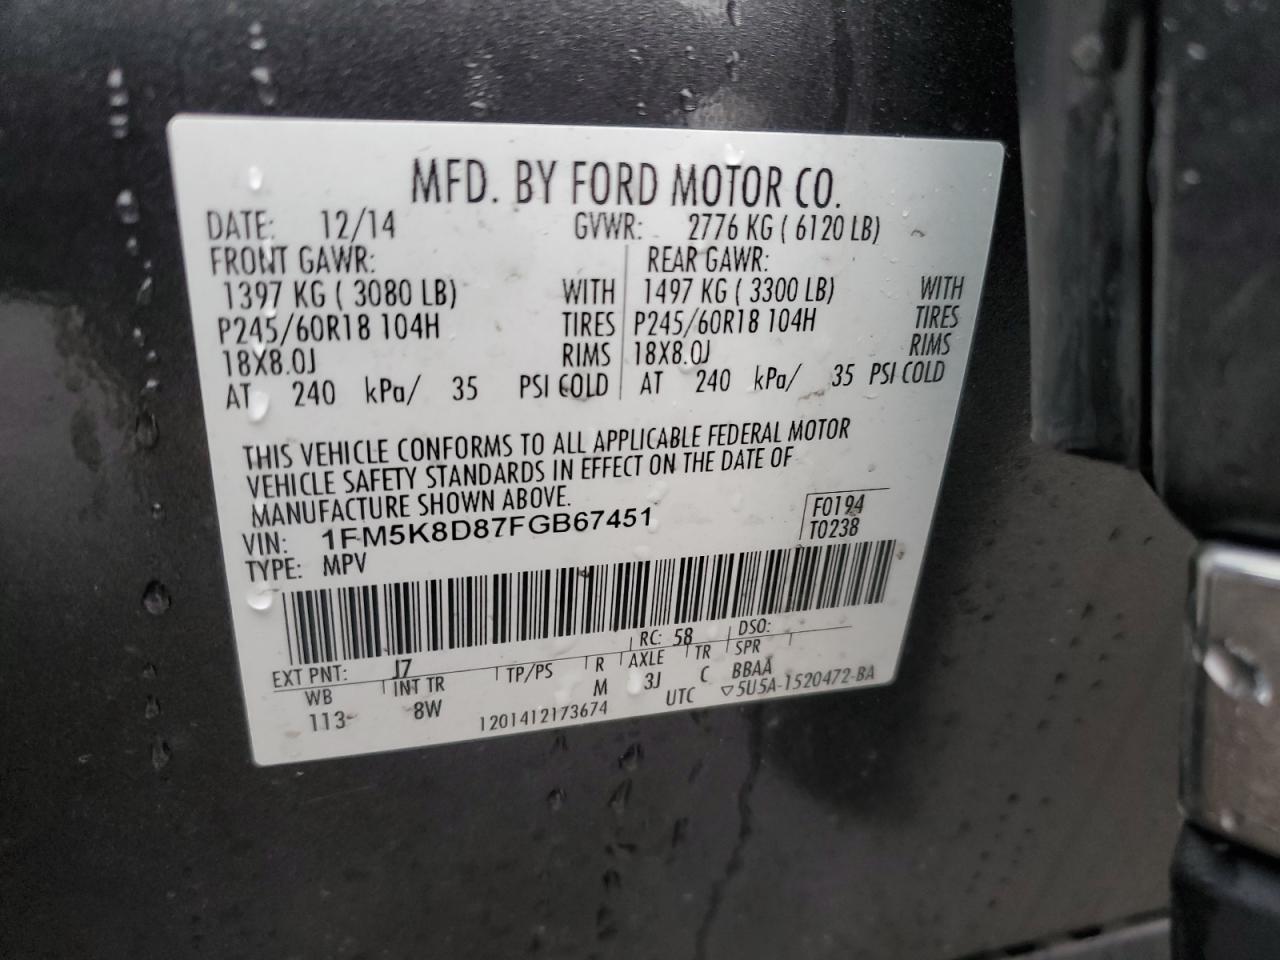 MFD. BY FORD MOTOR CO.
DATE: 12/14 GVWR: 2776 KG ( 6120 LB)
FRONT GAWR: REAR GAWR:
1397 KG ( 3080 LB) WITH 1497 KG ( 3300 LB) WITH
P245/60R18 104H TIRES P245/60R18 104H TIRES
18X8.0J RIMS 18X8.0J RIMS
AT 240 kPa/ 35 PSI COLD AT 240 kPa/ 35 PSI COLD
THIS VEHICLE CONFORMS TO ALL APPLICABLE FEDERAL MOTOR
VEHICLE SAFETY STANDARDS IN EFFECT ON THE DATE OF
MANUFACTURE SHOWN ABOVE.
VIN: 1FM5K8D87FGB67451 F0194
TYPE: MPV T0238
EXT PNT: J7 RC: 58 DSO:
WB INT TR TP/PS R AXLE TR SPR
113 8W M 3J C BBAA
1201412173674 UTC ▽5U5A-1520472-BA